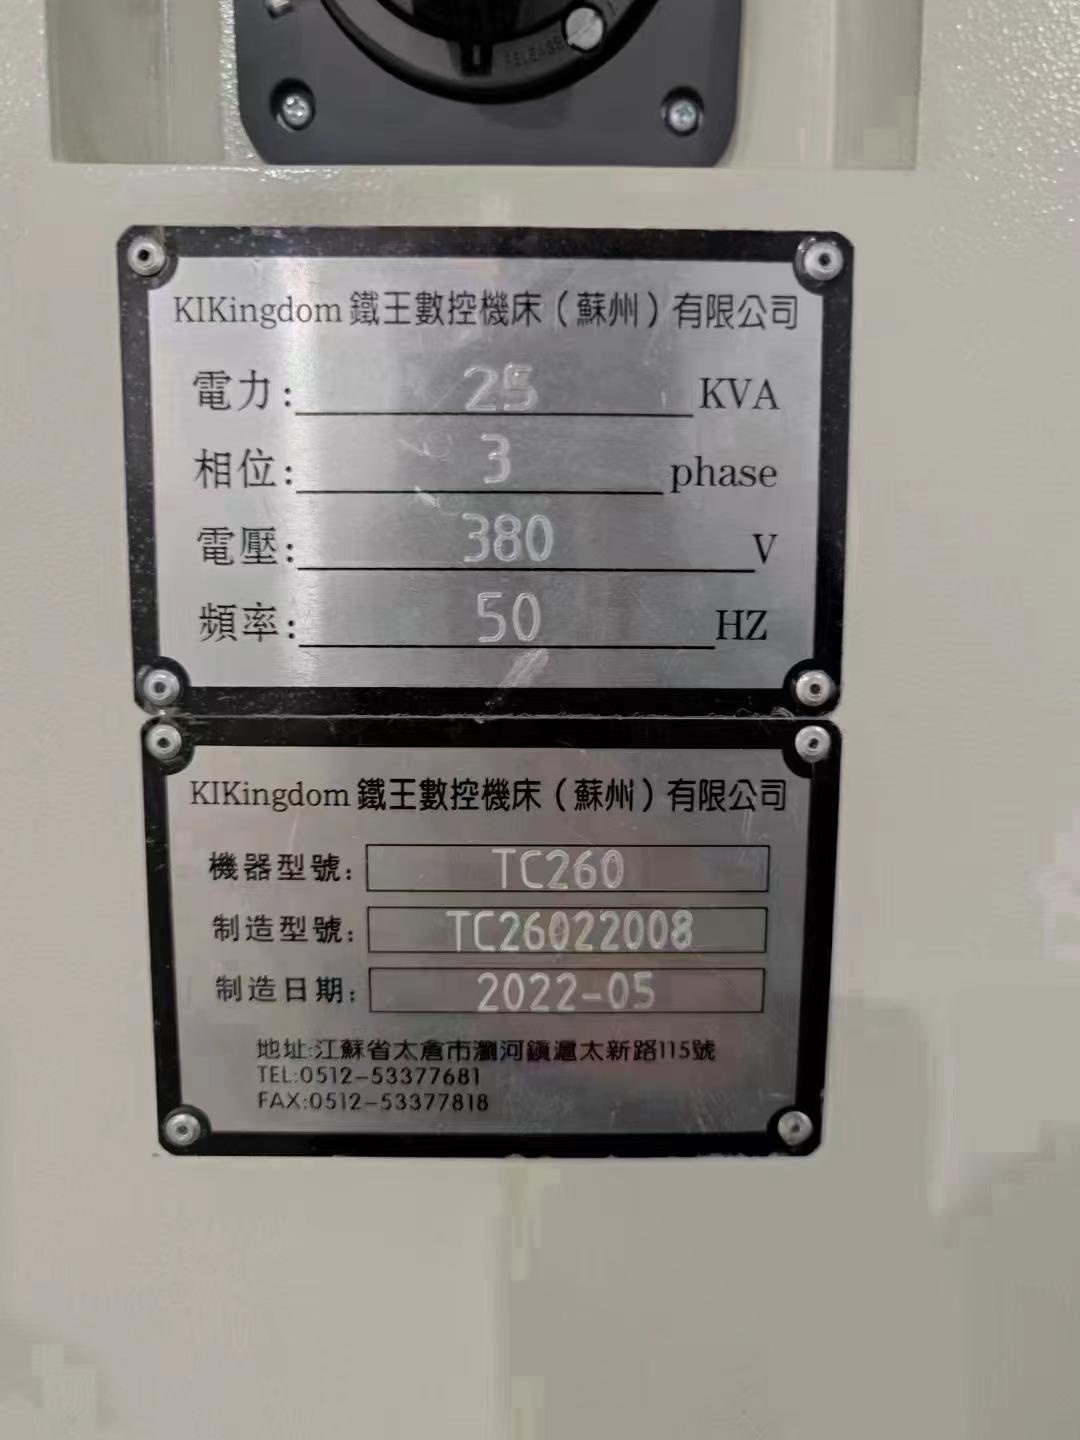 RELEASE
KIKingdom 鐵王數控機床（蘇州）有限公司
電力: 25 KVA
相位: 3 phase
電壓: 380 V
頻率: 50 HZ
KIKingdom 鐵王數控機床（蘇州）有限公司
機器型號: TC260
制造型號: TC26022008
制造日期: 2022-05
地址:江蘇省太倉市瀏河鎮滬太新路115號
TEL:0512-53377681
FAX:0512-53377818